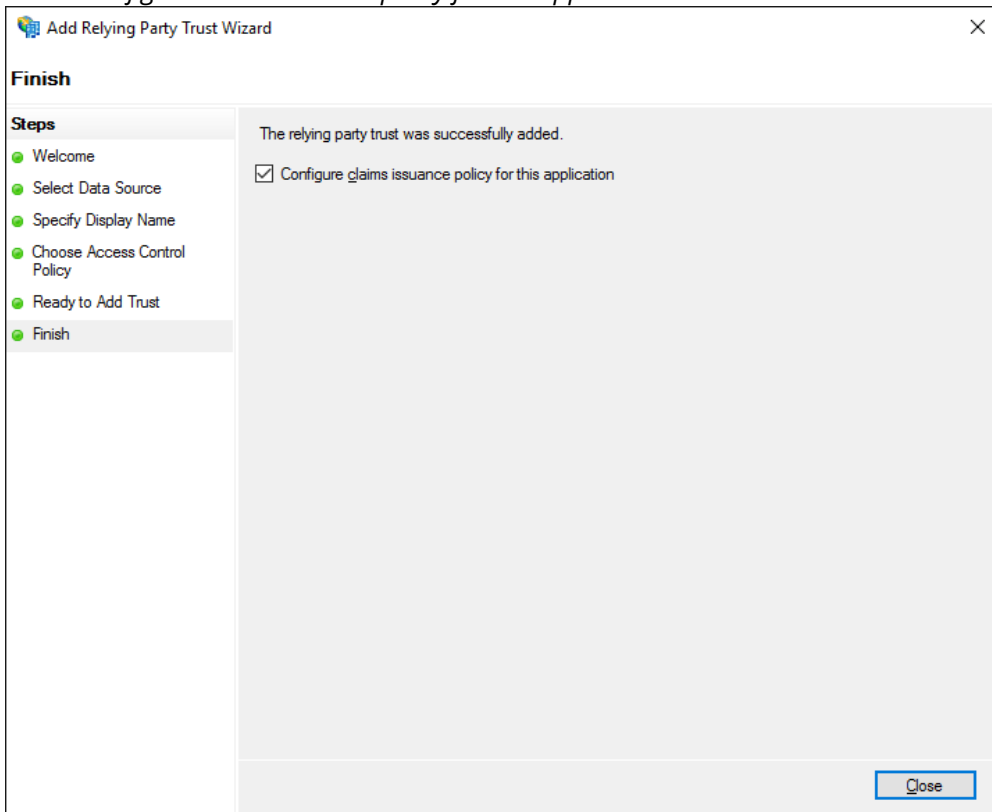 Add Relying Party Trust Wizard
Finish
Steps
Welcome
Select Data Source
Specify Display Name
Choose Access Control
Policy
Ready to Add Trust
Finish
The relying party trust was successfully added.
Configure claims issuance policy for this application
Close